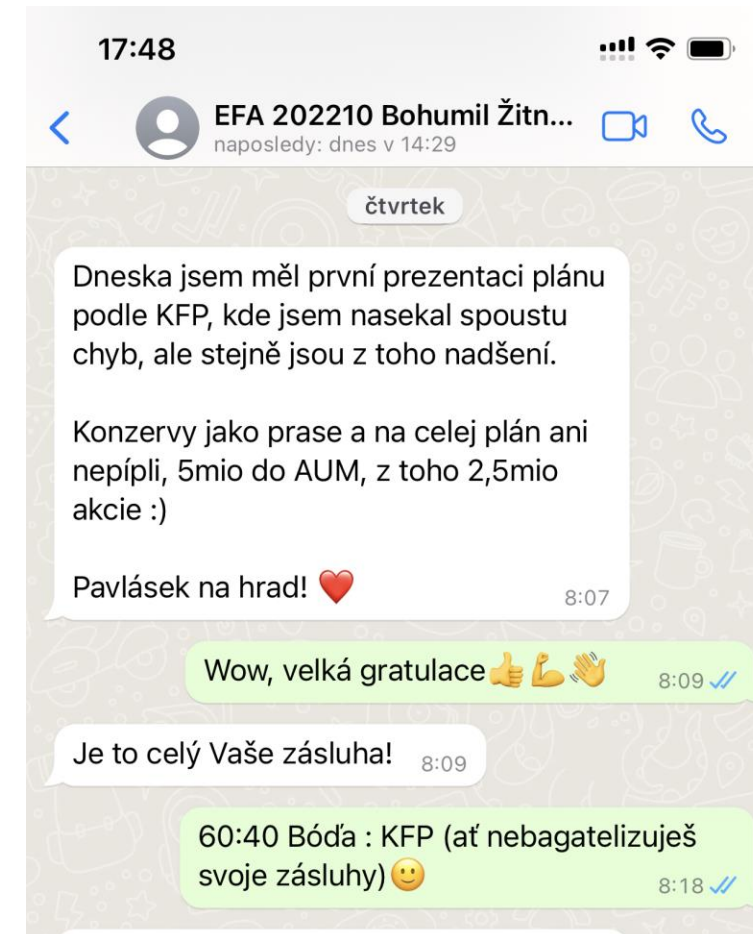 17:48
EFA 202210 Bohumil Žitn...
naposledy: dnes v 14:29
čtvrtek
Dneska jsem měl první prezentaci plánu
podle KFP, kde jsem nasekal spoustu
chyb, ale stejně jsou z toho nadšení.
Konzervy jako prase a na celej plán ani
nepípli, 5mio do AUM, z toho 2,5mio
akcie :)
Pavlásek na hrad! ❤️
8:07
Wow, velká gratulace👍💪👋
8:09
Je to celý Vaše zásluha!
8:09
60:40 Bóďa : KFP (ať nebagatelizuješ
svoje zásluhy)🙂
8:18